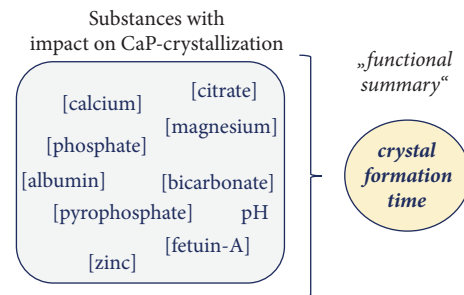 Substances with
impact on CaP-crystallization
[calcium]
[citrate]
[phosphate]
[magnesium]
[albumin]
[bicarbonate]
[pyrophosphate]
pH
[zinc]
[fetuin-A]
„functional
summary“
crystal
formation
time